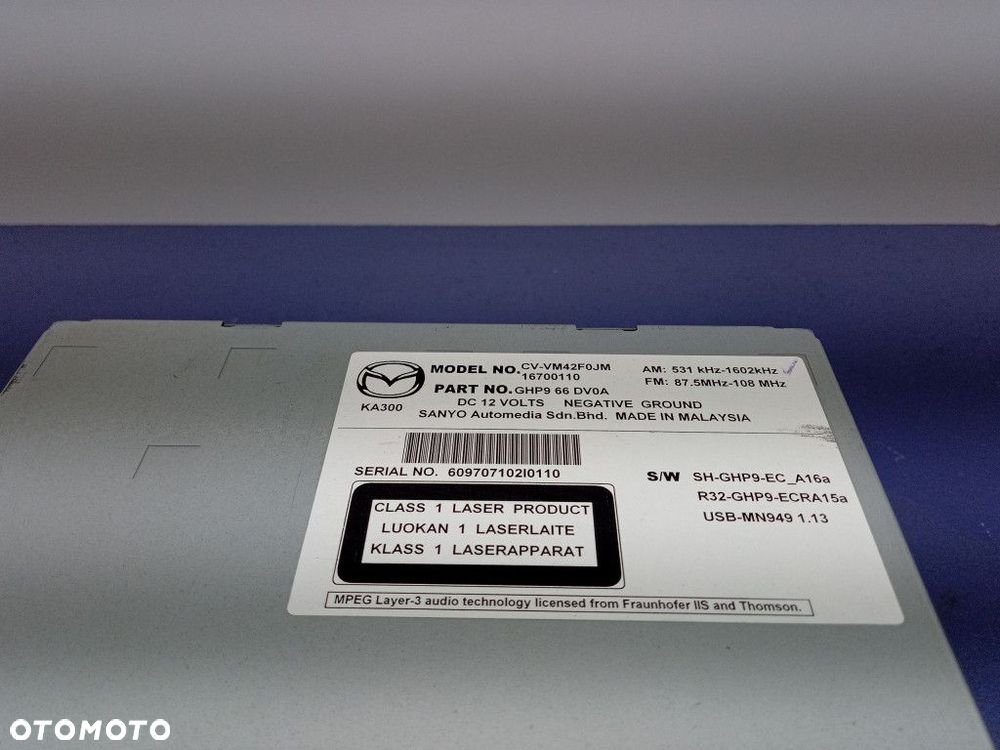 MODEL NO. CV-VM42F0JM
16700110
AM: 531 kHz-1602kHz
PART NO. GHP9 66 DV0A
FM: 87.5MHz-108 MHz
KA300
DC 12 VOLTS NEGATIVE GROUND
SANYO Automedia Sdn.Bhd. MADE IN MALAYSIA
SERIAL NO. 609707102I0110
S/W SH-GHP9-EC_A16a
R32-GHP9-ECRA15a
USB-MN949 1.13
CLASS 1 LASER PRODUCT
LUOKAN 1 LASERLAITE
KLASS 1 LASERAPPARAT
MPEG Layer-3 audio technology licensed from Fraunhofer IIS and Thomson.
OTOMOTO